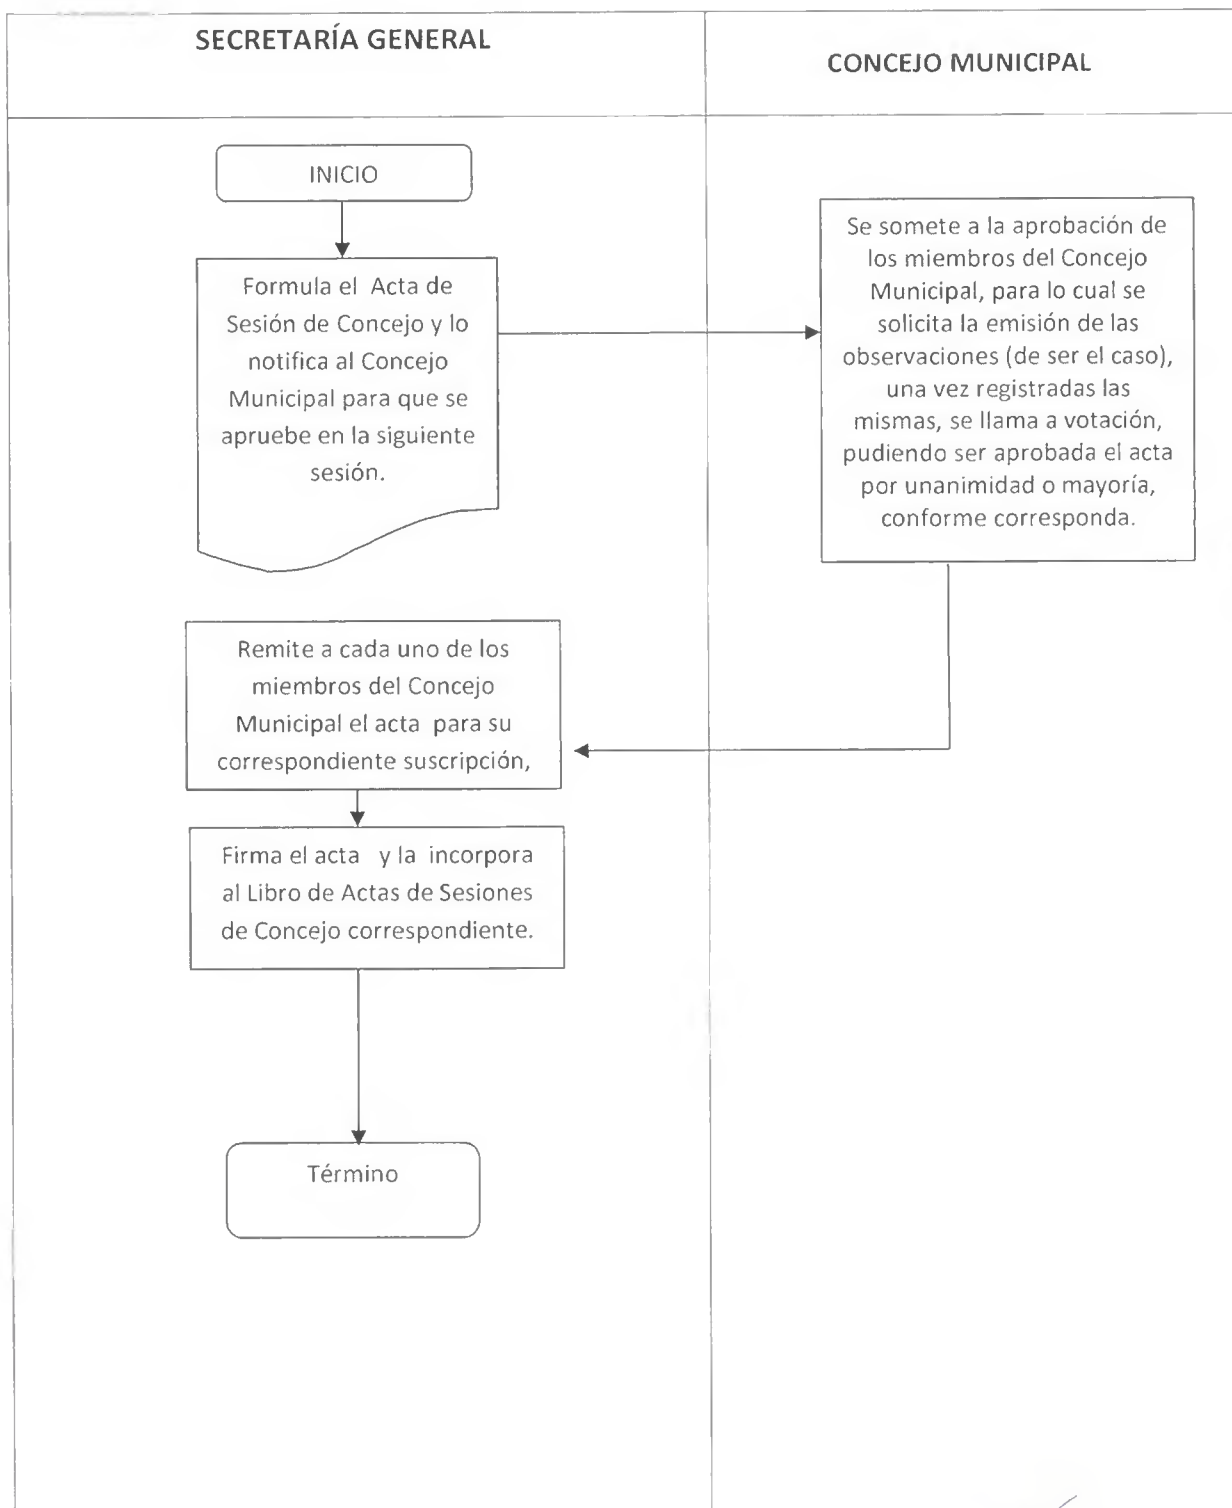 SECRETARÍA GENERAL
CONCEJO MUNICIPAL
INICIO
Formula el Acta de
Sesión de Concejo y lo
notifica al Concejo
Municipal para que se
apruebe en la siguiente
sesión.
Se somete a la aprobación de
los miembros del Concejo
Municipal, para lo cual se
solicita la emisión de las
observaciones (de ser el caso),
una vez registradas las
mismas, se llama a votación,
pudiendo ser aprobada el acta
por unanimidad o mayoría,
conforme corresponda.
Remite a cada uno de los
miembros del Concejo
Municipal el acta para su
correspondiente suscripción,
Firma el acta y la incorpora
al Libro de Actas de Sesiones
de Concejo correspondiente.
Término